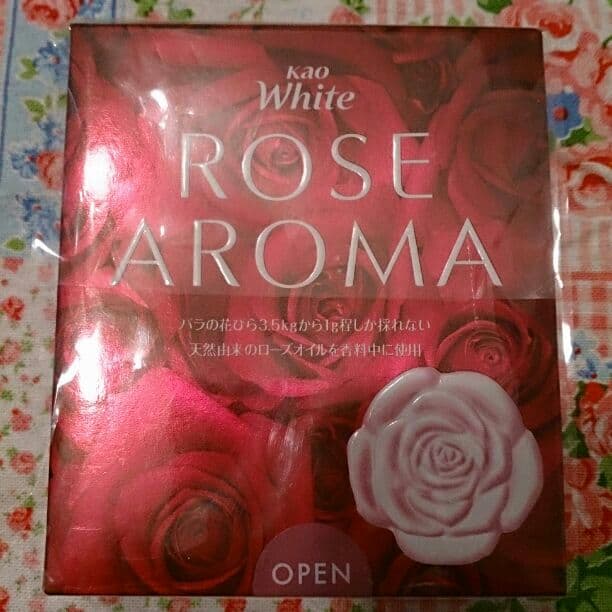 Kao
White
ROSE
AROMA
バラの花びら3.5kgから1g程しか採れない
天然由来のローズオイルを香料中に使用
OPEN